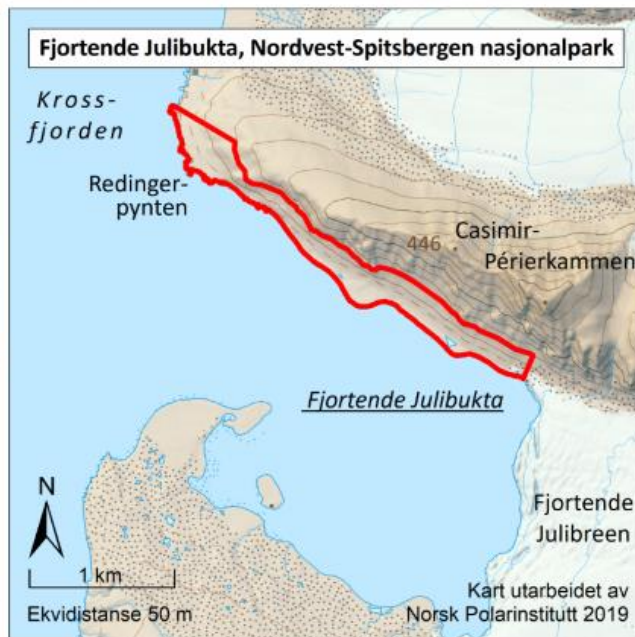 Fjortende Julibukta, Nordvest-Spitsbergen nasjonalpark
Kross-
fjorden
Redinger-
pynten
446
Casimir-
Périerkammen
Fjortende Julibukta
N
Fjortende
Julibreen
1 km
Ekvidistanse 50 m
Kart utarbeidet av
Norsk Polarinstitutt 2019